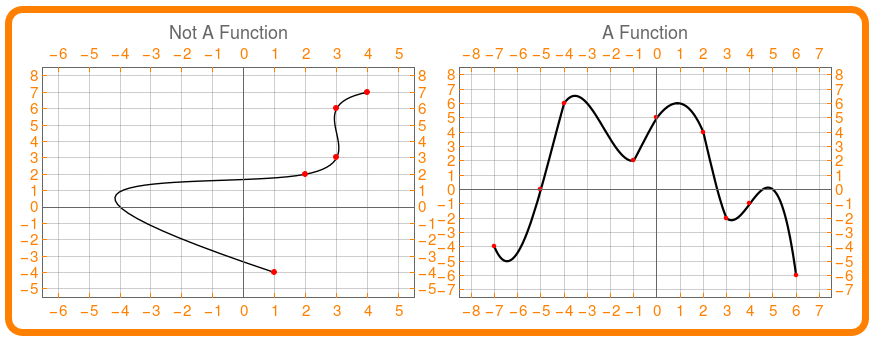 Not A Function
A Function
−6 −5 −4 −3 −2 −1 0 1 2 3 4 5
−8 −7 −6 −5 −4 −3 −2 −1 0 1 2 3 4 5 6 7
8 8 8 8
7 7 7 7
6 6 6 6
5 5 5 5
4 4 4 4
3 3 3 3
2 2 2 2
1 1 1 1
0 0 0 0
−1 −1 −1 −1
−2 −2 −2 −2
−3 −3 −3 −3
−4 −4 −4 −4
−5 −5 −5 −5
−6 −6
−7 −7
−6 −5 −4 −3 −2 −1 0 1 2 3 4 5
−8 −7 −6 −5 −4 −3 −2 −1 0 1 2 3 4 5 6 7